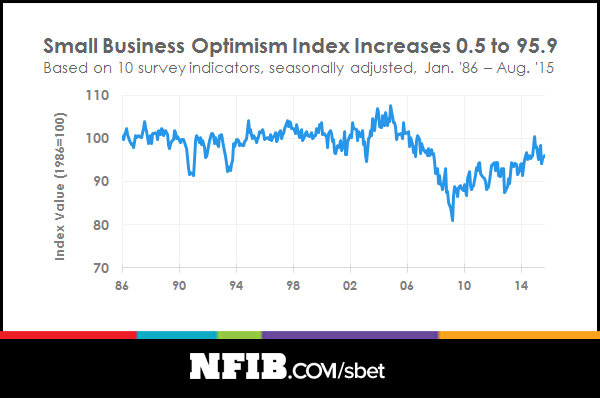 Small Business Optimism Index Increases 0.5 to 95.9
Based on 10 survey indicators, seasonally adjusted, Jan. '86 – Aug. '15
Index Value (1986=100)
110
100
90
80
70
86 90 94 98 02 06 10 14
NFIB.COM/sbet